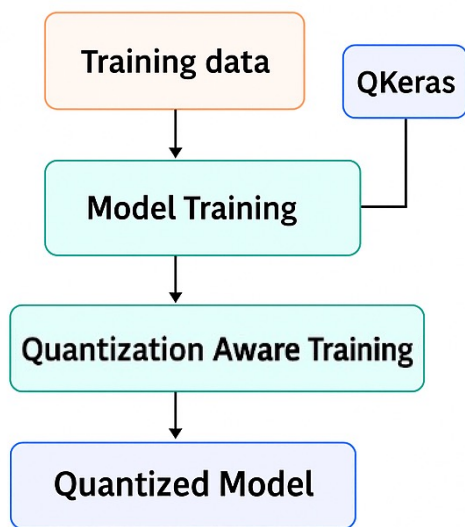 Training data
QKeras
Model Training
Quantization Aware Training
Quantized Model